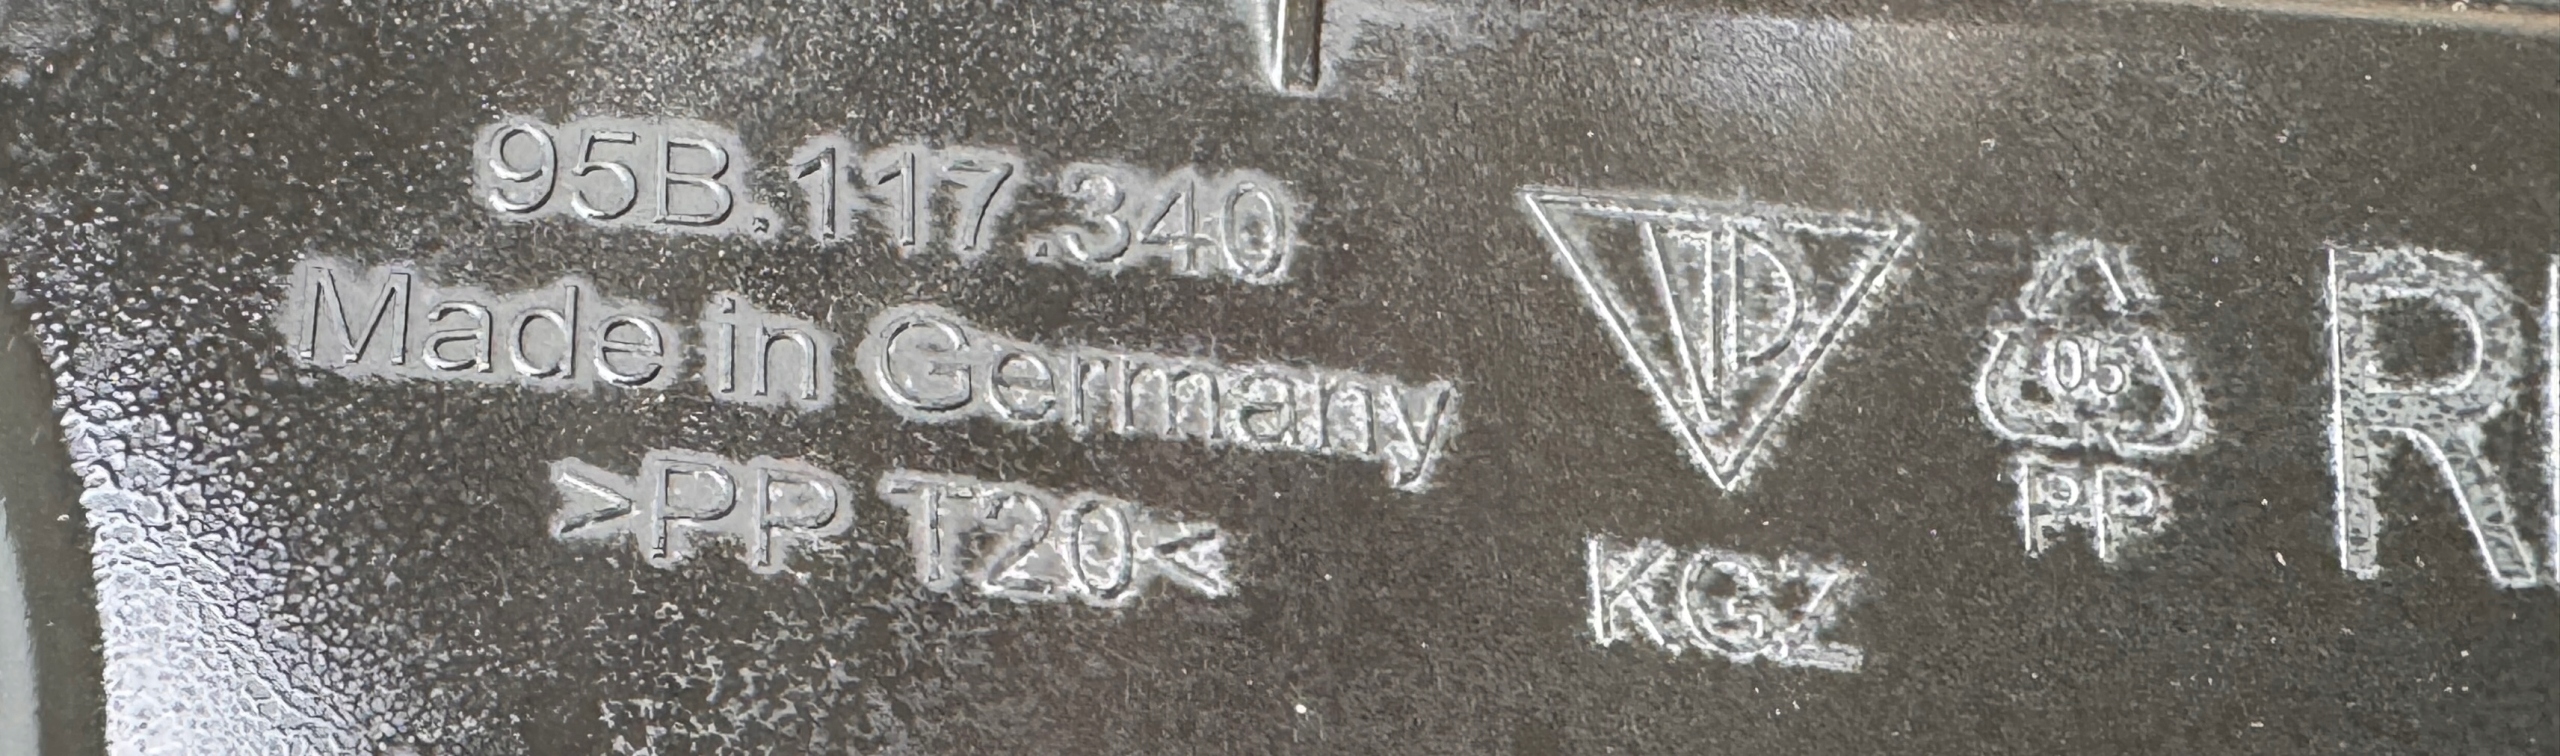 95B.117.340
Made in Germany
>PP T20<
KGZ
05
PP
R